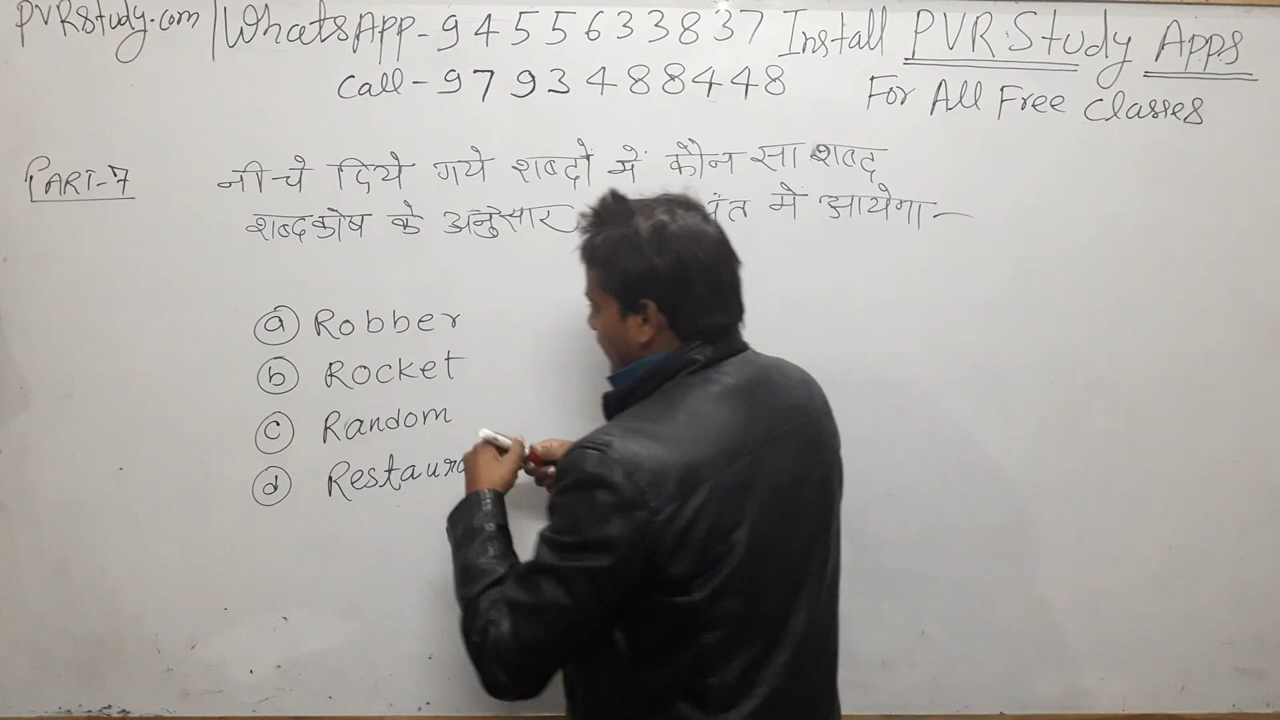 PVRStudy.com | WhatsApp - 9455633837 Install PVR Study Apps
Call - 9793488448 For All Free Classes
PART-7 नीचे दिये गये शब्दों में कौन सा शब्द
शब्दकोष के अनुसार में आयेगा -
(a) Robber
(b) Rocket
(c) Random
(d) Restaura